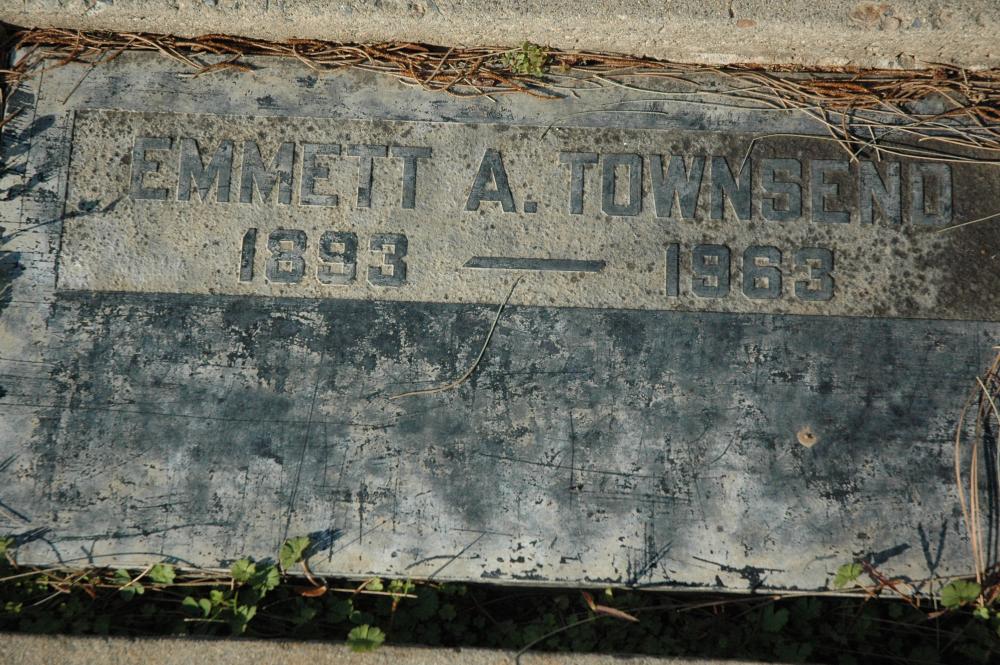 EMMETT A. TOWNSEND
1893 — 1963